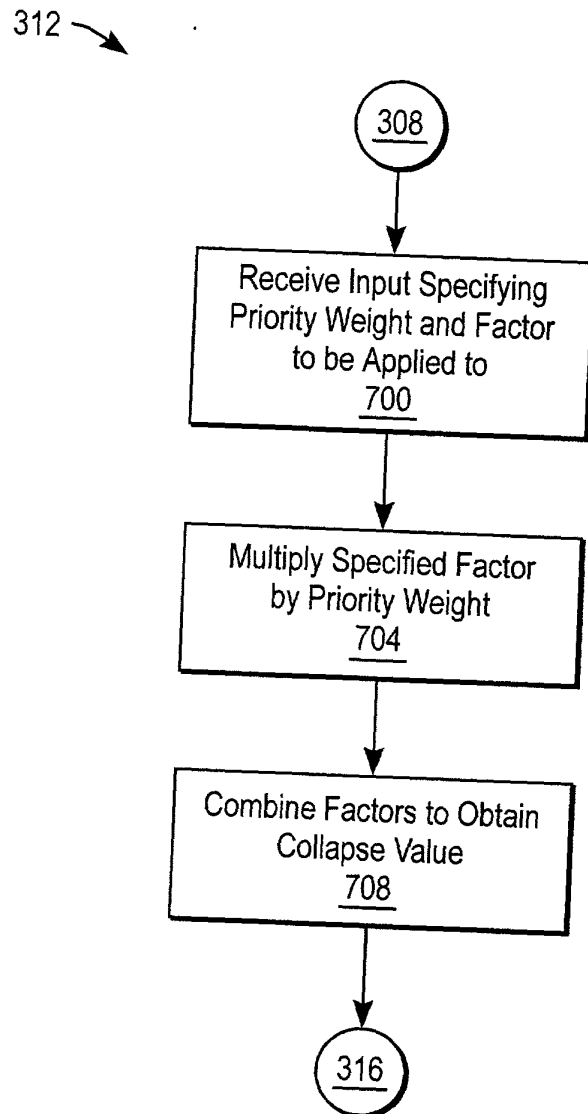 312
308
Receive Input Specifying
Priority Weight and Factor
to be Applied to
700
Multiply Specified Factor
by Priority Weight
704
Combine Factors to Obtain
Collapse Value
708
316